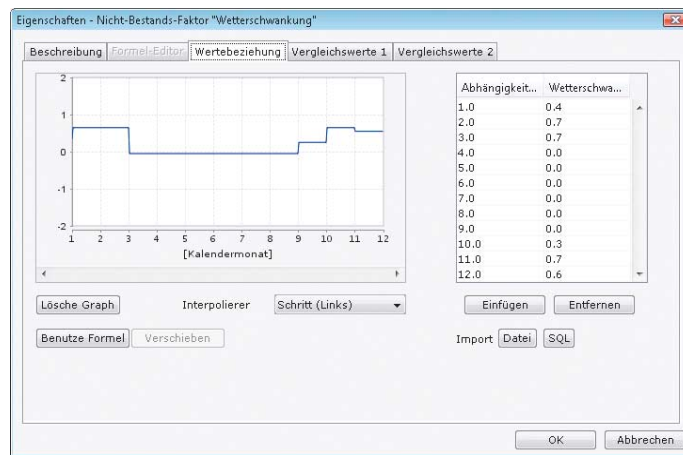 Eigenschaften - Nicht-Bestands-Faktor "Wetterschwankung"
Beschreibung Formel-Editor Wertebeziehung Vergleichswerte 1 Vergleichswerte 2
2
1
0
-1
-2
1 2 3 4 5 6 7 8 9 10 11 12
[Kalendermonat]
Abhängigkeit... Wetterschwa...
1.0 0.4
2.0 0.7
3.0 0.7
4.0 0.0
5.0 0.0
6.0 0.0
7.0 0.0
8.0 0.0
9.0 0.0
10.0 0.3
11.0 0.7
12.0 0.6
Lösche Graph Interpolierer Schritt (Links) Einfügen Entfernen
Benutze Formel Verschieben Import Datei SQL
OK Abbrechen